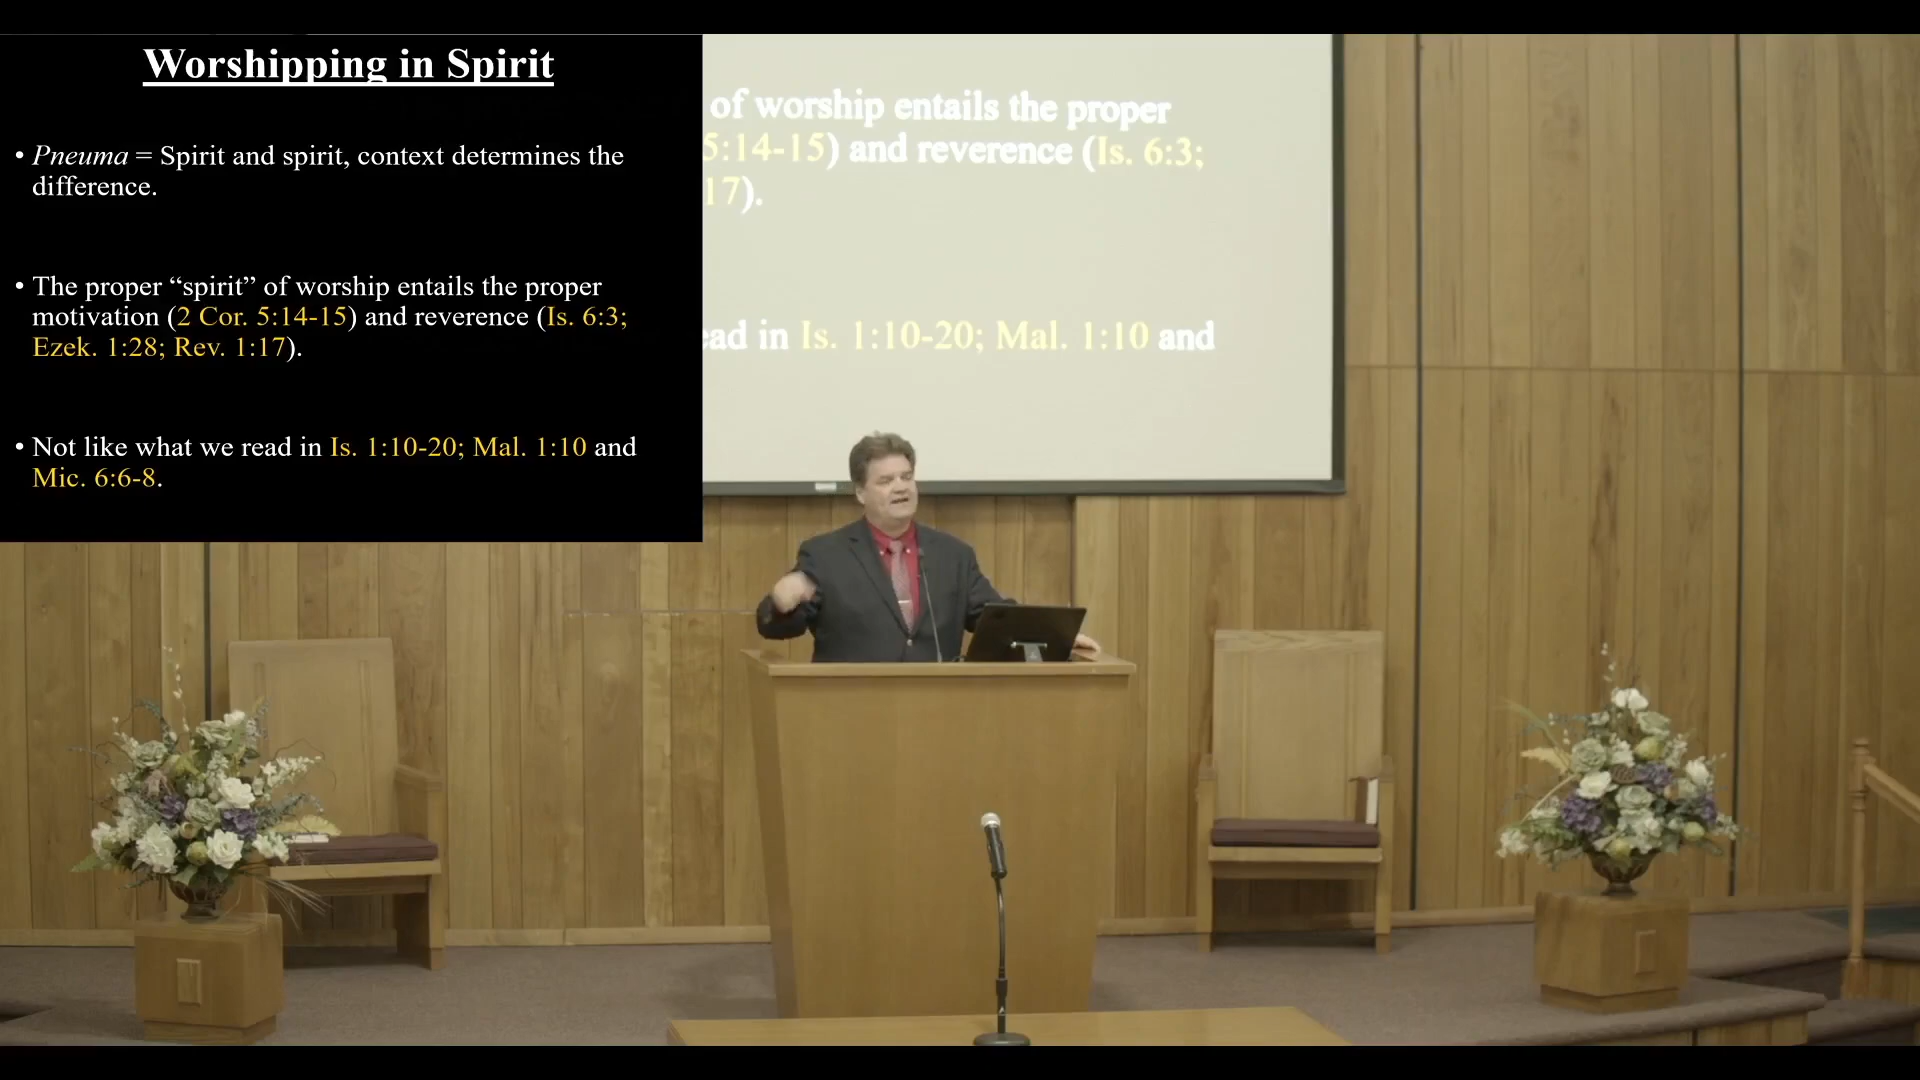 Worshipping in Spirit
• Pneuma = Spirit and spirit, context determines the
difference.
• The proper “spirit” of worship entails the proper
motivation (2 Cor. 5:14-15) and reverence (Is. 6:3;
Ezek. 1:28; Rev. 1:17).
• Not like what we read in Is. 1:10-20; Mal. 1:10 and
Mic. 6:6-8.
of worship entails the proper
5:14-15) and reverence (Is. 6:3;
17).
ead in Is. 1:10-20; Mal. 1:10 and